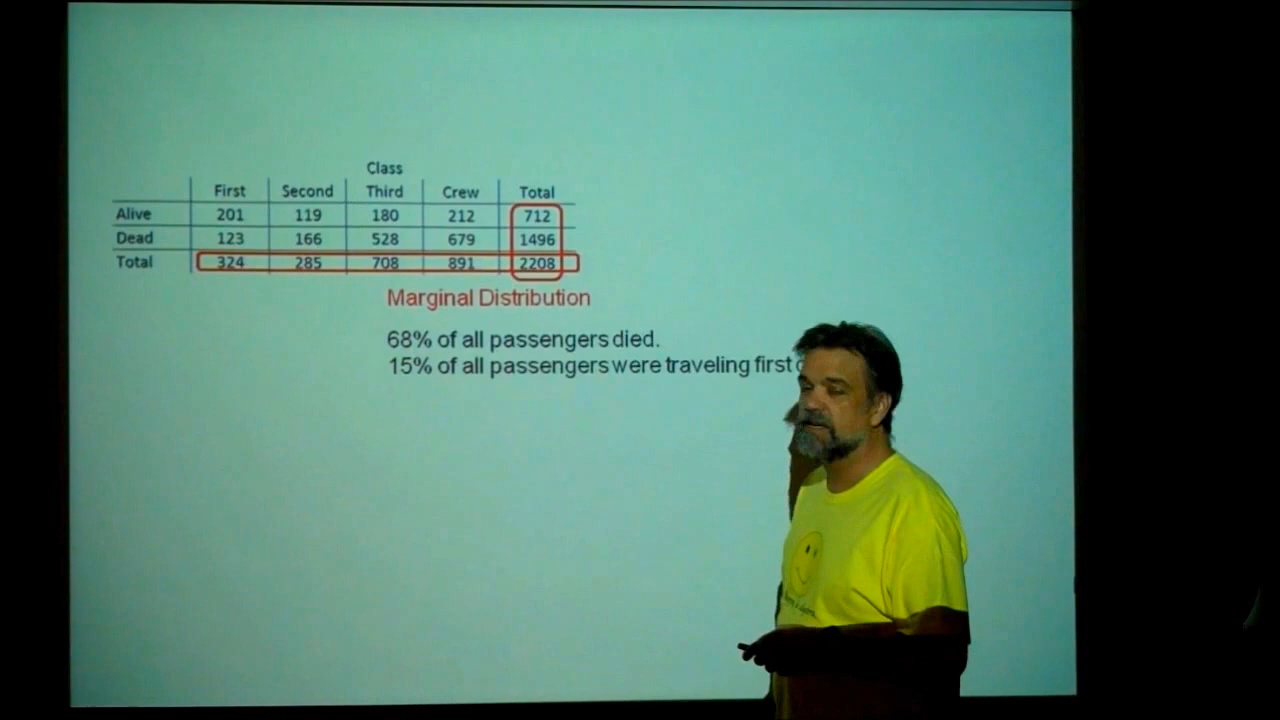 Class
First Second Third Crew Total
Alive 201 119 180 212 712
Dead 123 166 528 679 1496
Total 324 285 708 891 2208
Marginal Distribution
68% of all passengers died.
15% of all passengers were traveling first